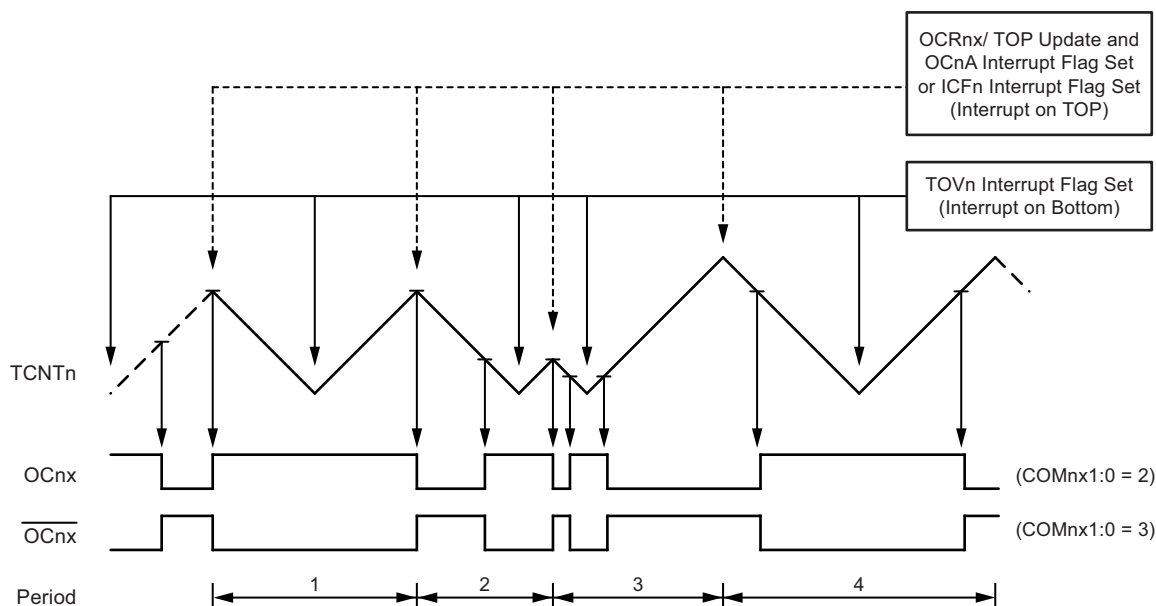 OCRnx/ TOP Update and
OCnA Interrupt Flag Set
or ICFn Interrupt Flag Set
(Interrupt on TOP)
TOVn Interrupt Flag Set
(Interrupt on Bottom)
TCNTn
OCnx
(COMnx1:0 = 2)
OCnx
(COMnx1:0 = 3)
Period
1
2
3
4